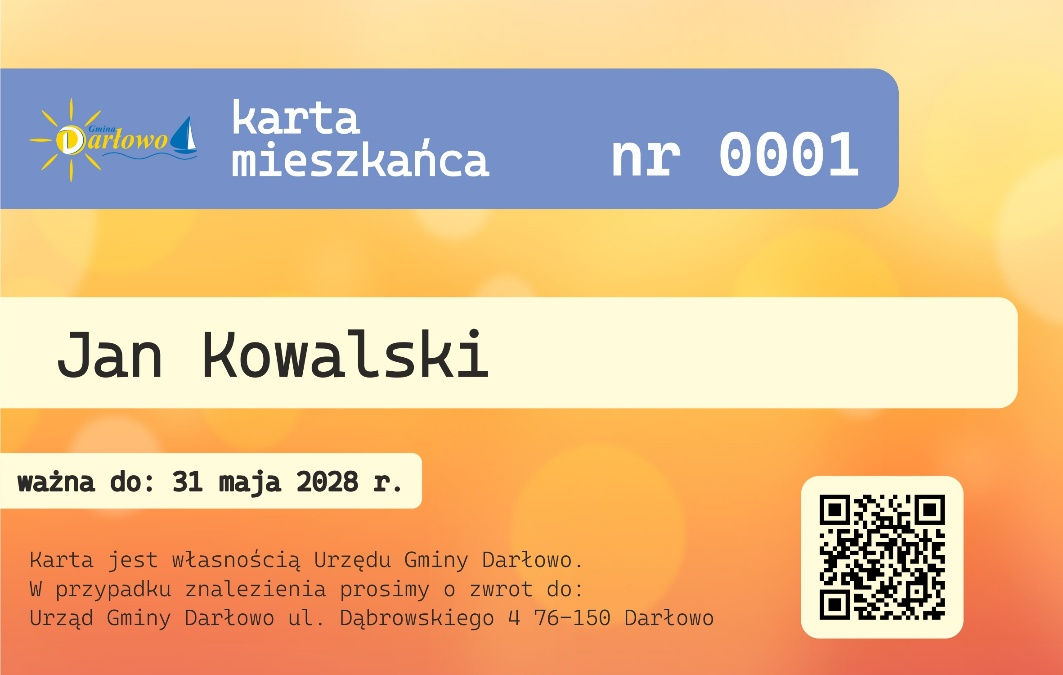 Gmina
Darłowo
karta
mieszkańca
nr 0001
Jan Kowalski
ważna do: 31 maja 2028 r.
Karta jest własnością Urzędu Gminy Darłowo.
W przypadku znalezienia prosimy o zwrot do:
Urząd Gminy Darłowo ul. Dąbrowskiego 4 76-150 Darłowo